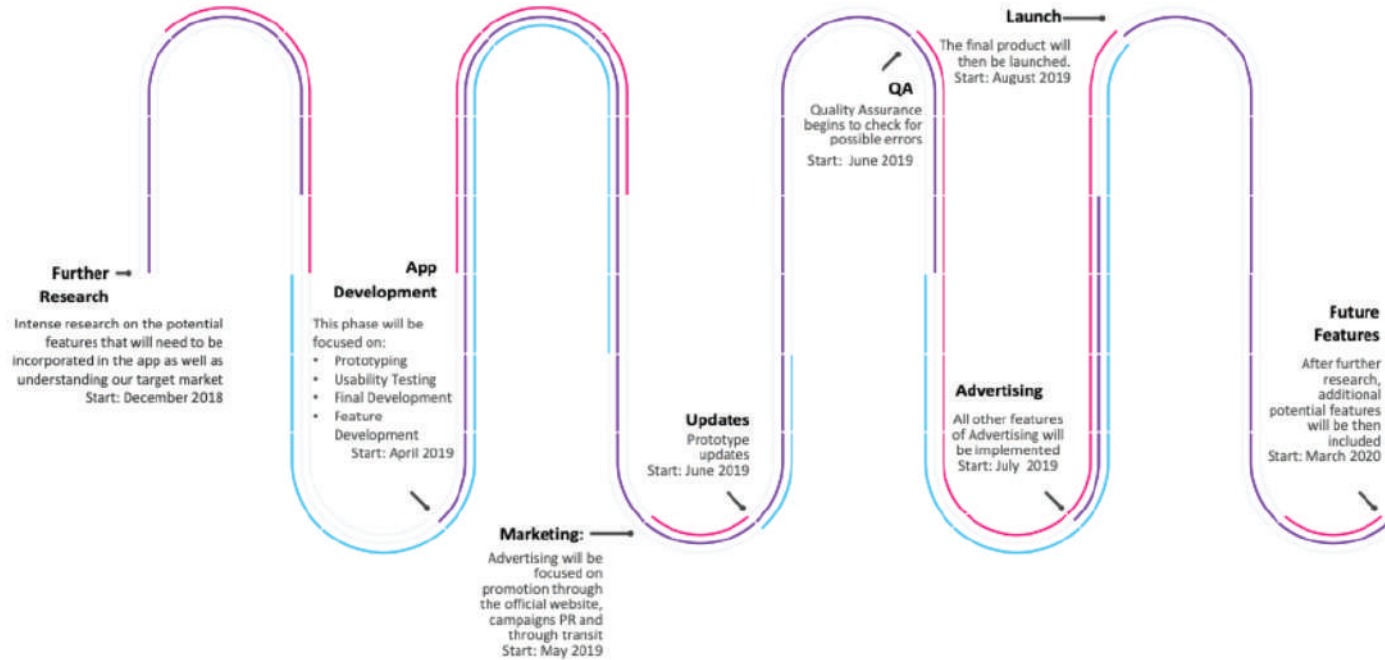 Further
Research
Intense research on the potential
features that will need to be
incorporated in the app as well as
understanding our target market
Start: December 2018
App
Development
This phase will be
focused on:
• Prototyping
• Usability Testing
• Final Development
• Feature
Development
Start: April 2019
Marketing:
Advertising will be
focused on
promotion through
the official website,
campaigns PR and
through transit
Start: May 2019
Updates
Prototype
updates
Start: June 2019
QA
Quality Assurance
begins to check for
possible errors
Start: June 2019
Advertising
All other features
of Advertising will
be implemented
Start: July 2019
Launch
The final product will
then be launched.
Start: August 2019
Future
Features
After further
research,
additional
potential features
will be then
included
Start: March 2020